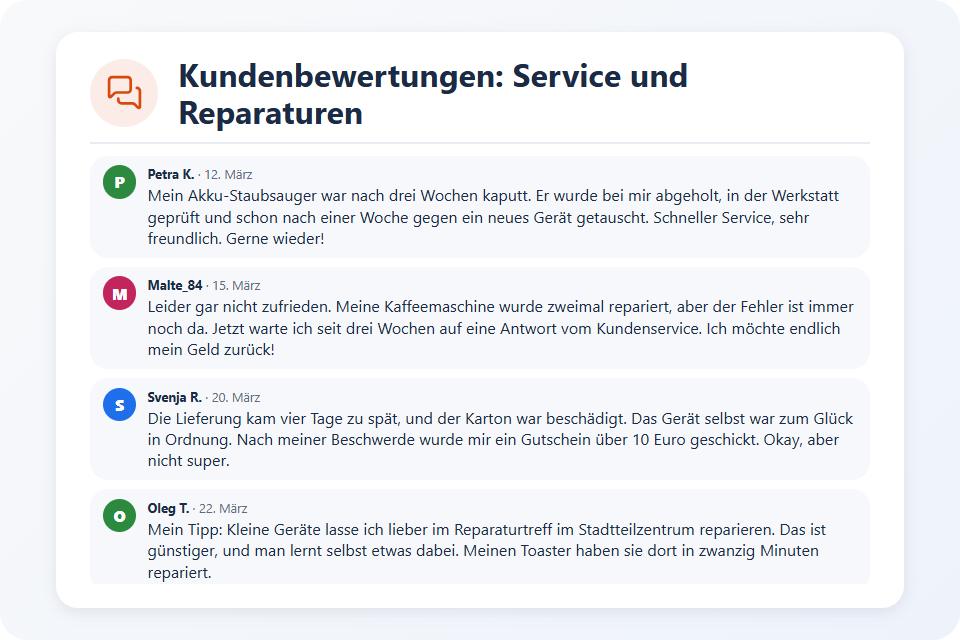 Kundenbewertungen: Service und
Reparaturen
P
Petra K. · 12. März
Mein Akku-Staubsauger war nach drei Wochen kaputt. Er wurde bei mir abgeholt, in der Werkstatt
geprüft und schon nach einer Woche gegen ein neues Gerät getauscht. Schneller Service, sehr
freundlich. Gerne wieder!
M
Malte_84 · 15. März
Leider gar nicht zufrieden. Meine Kaffeemaschine wurde zweimal repariert, aber der Fehler ist immer
noch da. Jetzt warte ich seit drei Wochen auf eine Antwort vom Kundenservice. Ich möchte endlich
mein Geld zurück!
S
Svenja R. · 20. März
Die Lieferung kam vier Tage zu spät, und der Karton war beschädigt. Das Gerät selbst war zum Glück
in Ordnung. Nach meiner Beschwerde wurde mir ein Gutschein über 10 Euro geschickt. Okay, aber
nicht super.
O
Oleg T. · 22. März
Mein Tipp: Kleine Geräte lasse ich lieber im Reparaturtreff im Stadtteilzentrum reparieren. Das ist
günstiger, und man lernt selbst etwas dabei. Meinen Toaster haben sie dort in zwanzig Minuten
repariert.